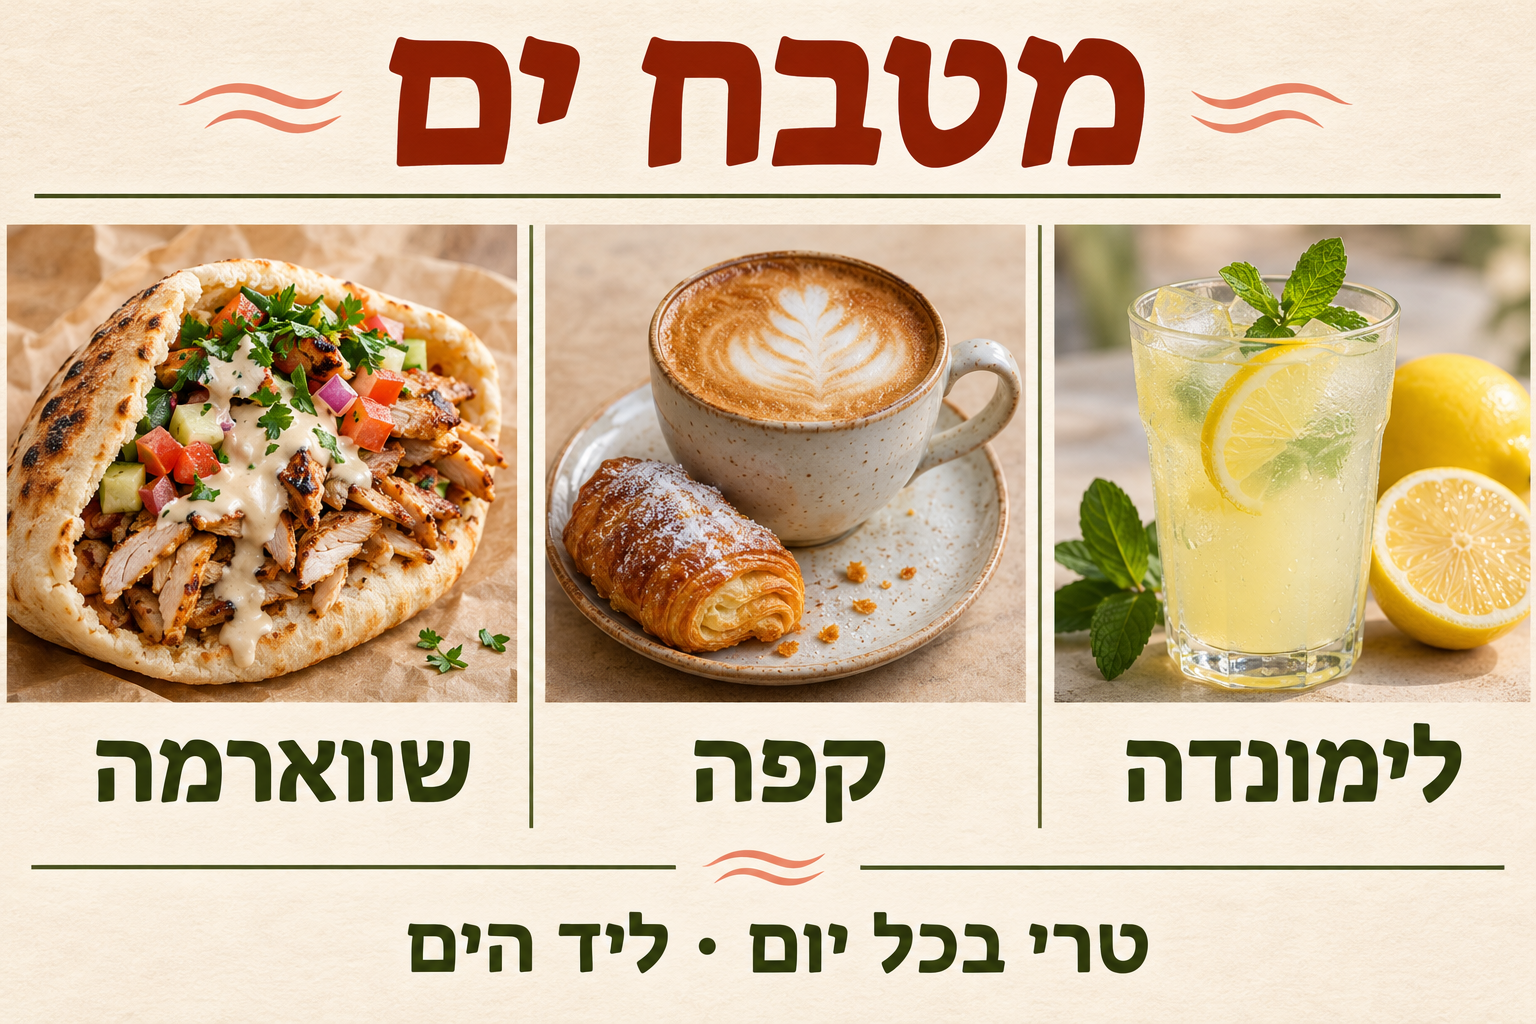 מטבח ים
לימונדה
קפה
שווארמה
טרי בכל יום • ליד הים